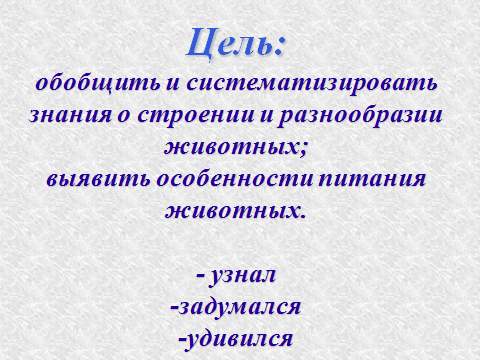 Цель:
обобщить и систематизировать
знания о строении и разнообразии
животных;
выявить особенности питания
животных.
- узнал
-задумался
-удивился